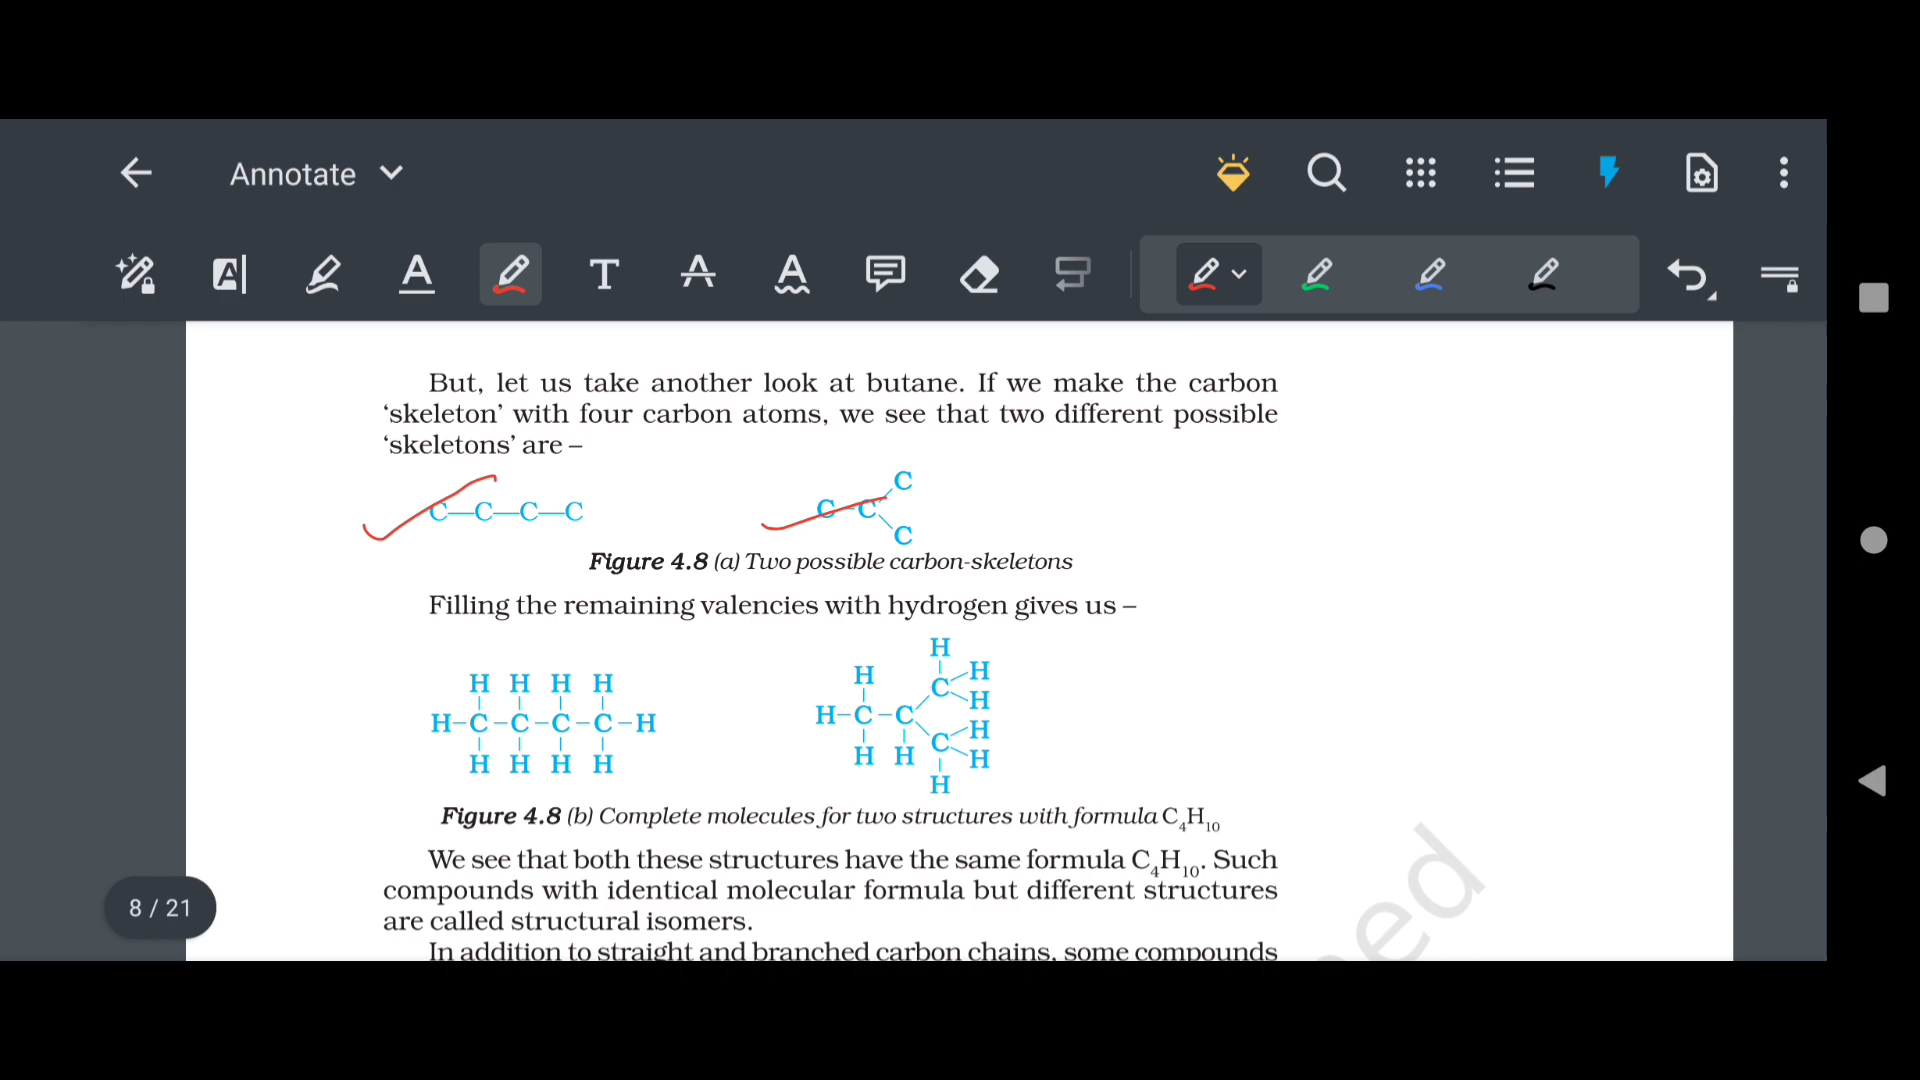 Annotate
But, let us take another look at butane. If we make the carbon
‘skeleton’ with four carbon atoms, we see that two different possible
‘skeletons’ are –
C
C—C—C—C
C–C
C
Figure 4.8 (a) Two possible carbon-skeletons
Filling the remaining valencies with hydrogen gives us –
H
H H
H H H H
C H
H–C–C–C–C–H
H–C–C H
C H
H H H H
H H H
H
Figure 4.8 (b) Complete molecules for two structures with formula C₄H₁₀
We see that both these structures have the same formula C₄H₁₀. Such
compounds with identical molecular formula but different structures
are called structural isomers.
In addition to straight and branched carbon chains, some compounds
8 / 21